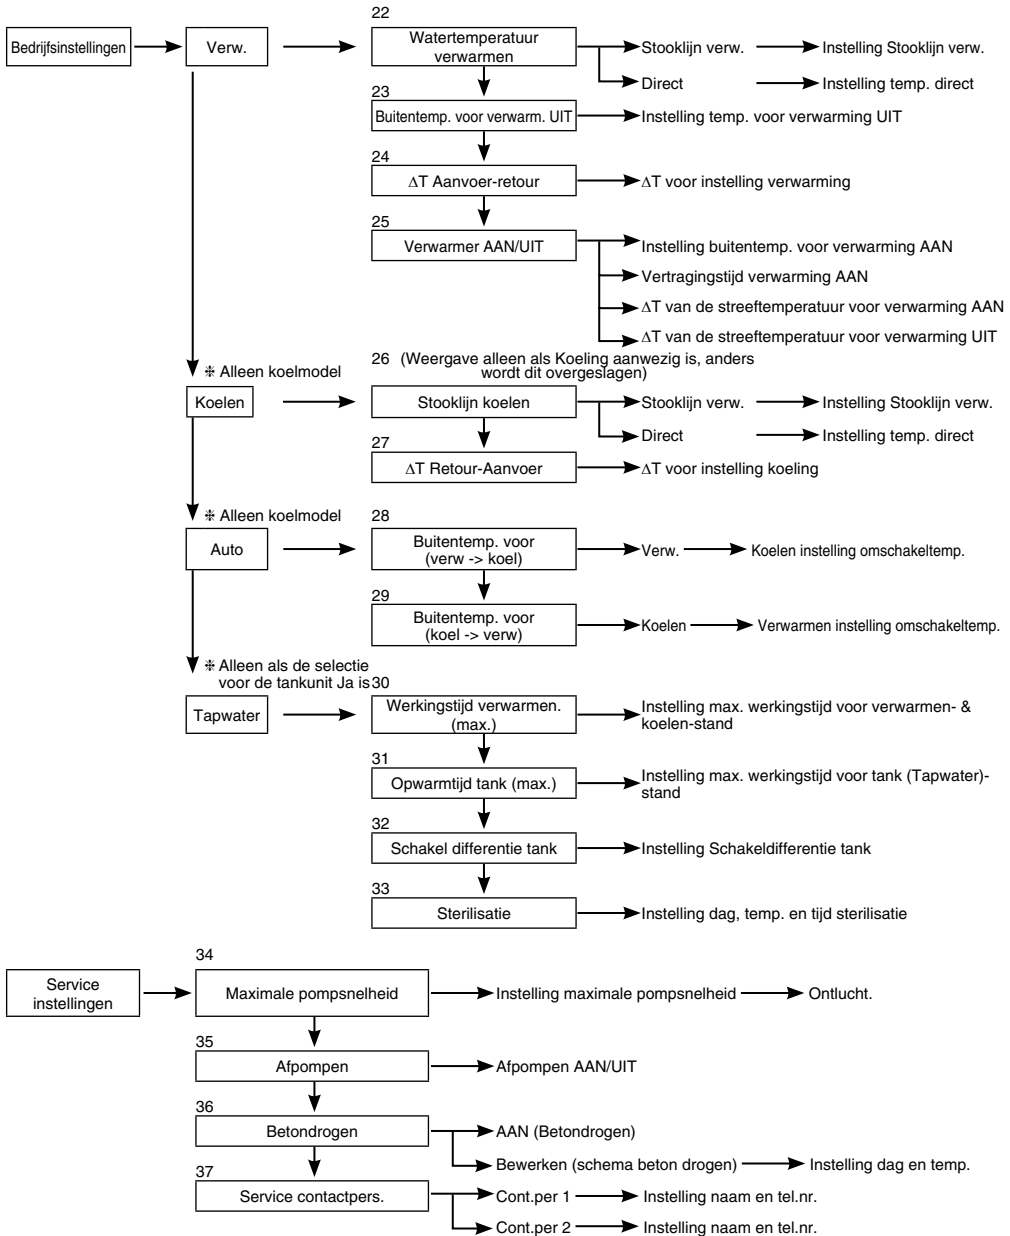 22
Bedrijfsinstellingen
Verw.
Watertemperatuur
verwarmen
Stooklijn verw.
Instelling Stooklijn verw.
Direct
Instelling temp. direct
23
Buitentemp. voor verwarm. UIT
Instelling temp. voor verwarming UIT
24
ΔT Aanvoer-retour
ΔT voor instelling verwarming
25
Verwarmer AAN/UIT
Instelling buitentemp. voor verwarming AAN
Vertragingstijd verwarming AAN
ΔT van de streeftemperatuur voor verwarming AAN
ΔT van de streeftemperatuur voor verwarming UIT
❈ Alleen koelmodel
26 (Weergave alleen als Koeling aanwezig is, anders
wordt dit overgeslagen)
Koelen
Stooklijn koelen
Stooklijn verw.
Instelling Stooklijn verw.
Direct
Instelling temp. direct
27
ΔT Retour-Aanvoer
ΔT voor instelling koeling
❈ Alleen koelmodel
28
Auto
Buitentemp. voor
(verw -> koel)
Verw.
Koelen instelling omschakeltemp.
29
Buitentemp. voor
(koel -> verw)
Koelen
Verwarmen instelling omschakeltemp.
❈ Alleen als de selectie
voor de tankunit Ja is
30
Tapwater
Werkingstijd verwarmen.
(max.)
Instelling max. werkingstijd voor verwarmen- &
koelen-stand
31
Opwarmtijd tank (max.)
Instelling max. werkingstijd voor tank (Tapwater)-
stand
32
Schakel differentie tank
Instelling Schakeldifferentie tank
33
Sterilisatie
Instelling dag, temp. en tijd sterilisatie
34
Service
instellingen
Maximale pompsnelheid
Instelling maximale pompsnelheid
Ontlucht.
35
Afpompen
Afpompen AAN/UIT
36
Betondrogen
AAN (Betondrogen)
Bewerken (schema beton drogen)
Instelling dag en temp.
37
Service contactpers.
Cont.per 1
Instelling naam en tel.nr.
Cont.per 2
Instelling naam en tel.nr.